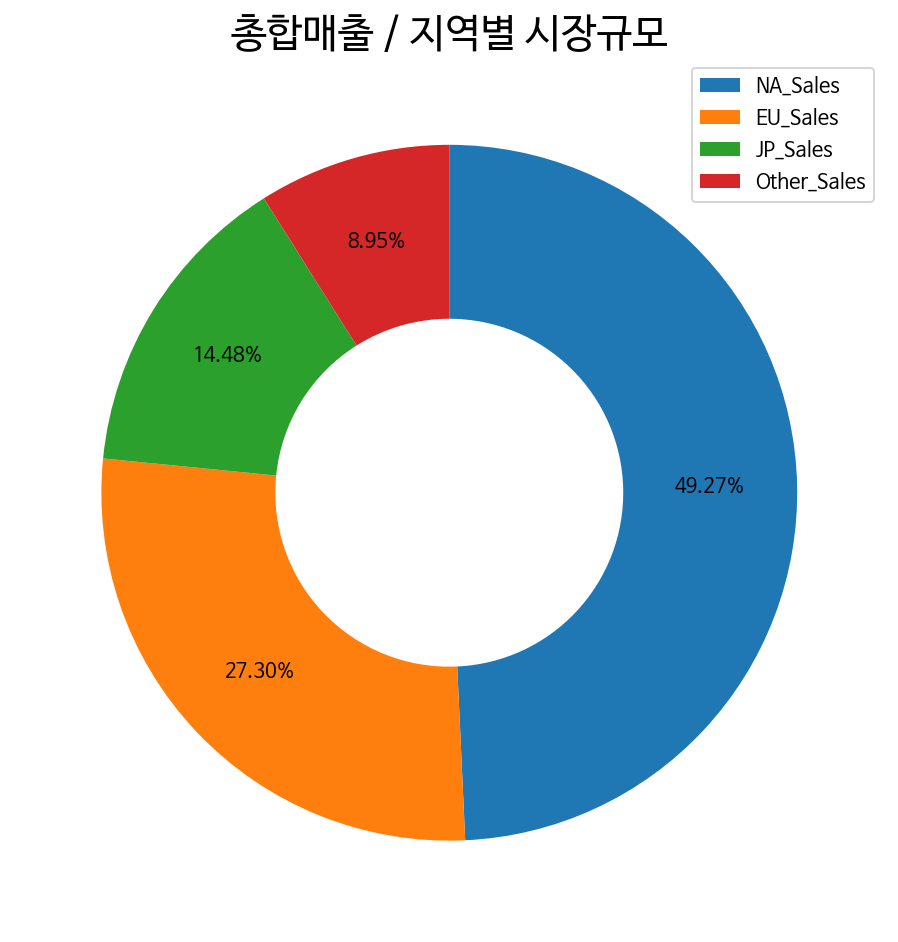 총합매출 / 지역별 시장규모
NA_Sales
EU_Sales
JP_Sales
Other_Sales
8.95%
14.48%
49.27%
27.30%